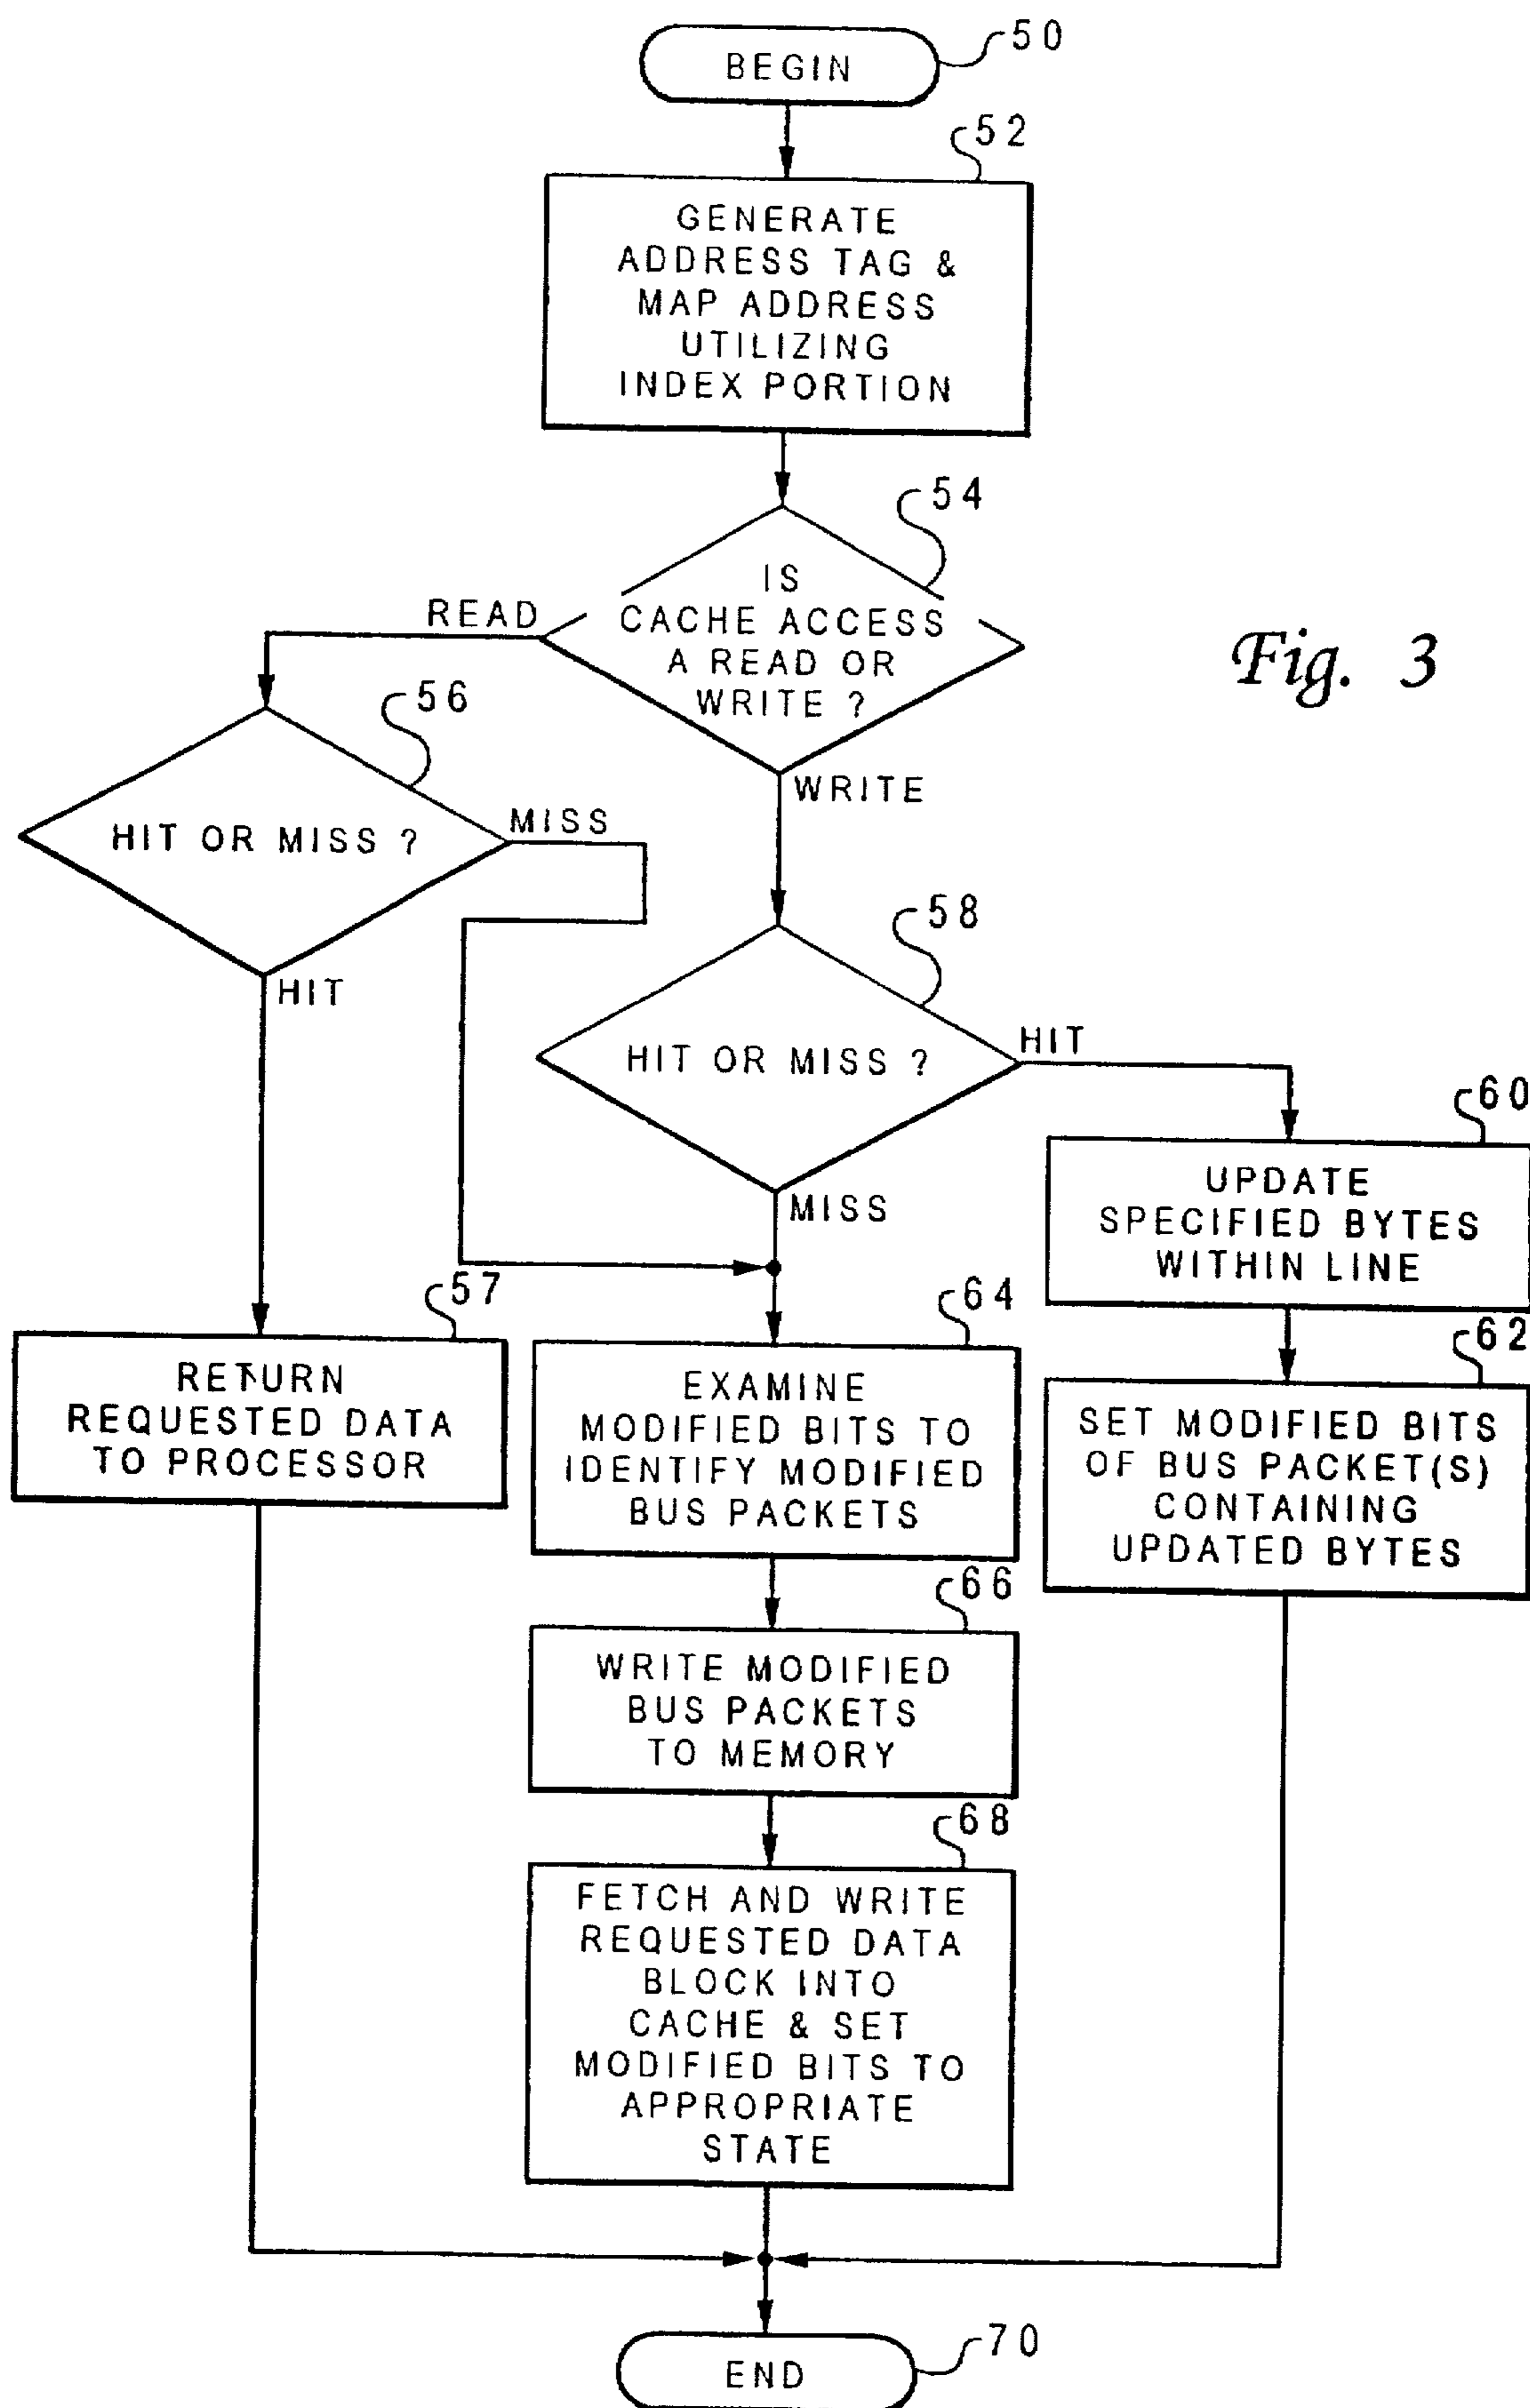 BEGIN
50
52
GENERATE
ADDRESS TAG &
MAP ADDRESS
UTILIZING
INDEX PORTION
54
IS
CACHE ACCESS
A READ OR
WRITE ?
READ
WRITE
Fig. 3
56
HIT OR MISS ?
MISS
HIT
58
HIT OR MISS ?
HIT
MISS
60
UPDATE
SPECIFIED BYTES
WITHIN LINE
57
RETURN
REQUESTED DATA
TO PROCESSOR
64
EXAMINE
MODIFIED BITS TO
IDENTIFY MODIFIED
BUS PACKETS
62
SET MODIFIED BITS
OF BUS PACKET(S)
CONTAINING
UPDATED BYTES
66
WRITE MODIFIED
BUS PACKETS
TO MEMORY
68
FETCH AND WRITE
REQUESTED DATA
BLOCK INTO
CACHE & SET
MODIFIED BITS TO
APPROPRIATE
STATE
70
END